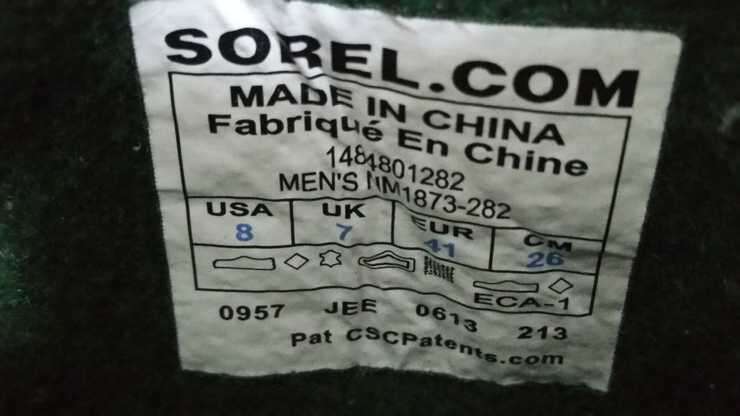 SOREL.COM
MADE IN CHINA
Fabriqué En Chine
1484801282
MEN'S NM1873-282
USA UK EUR CM
8 7 41 26
ECA-1
0957 JEE 0613 213
Pat CSCPatents.com